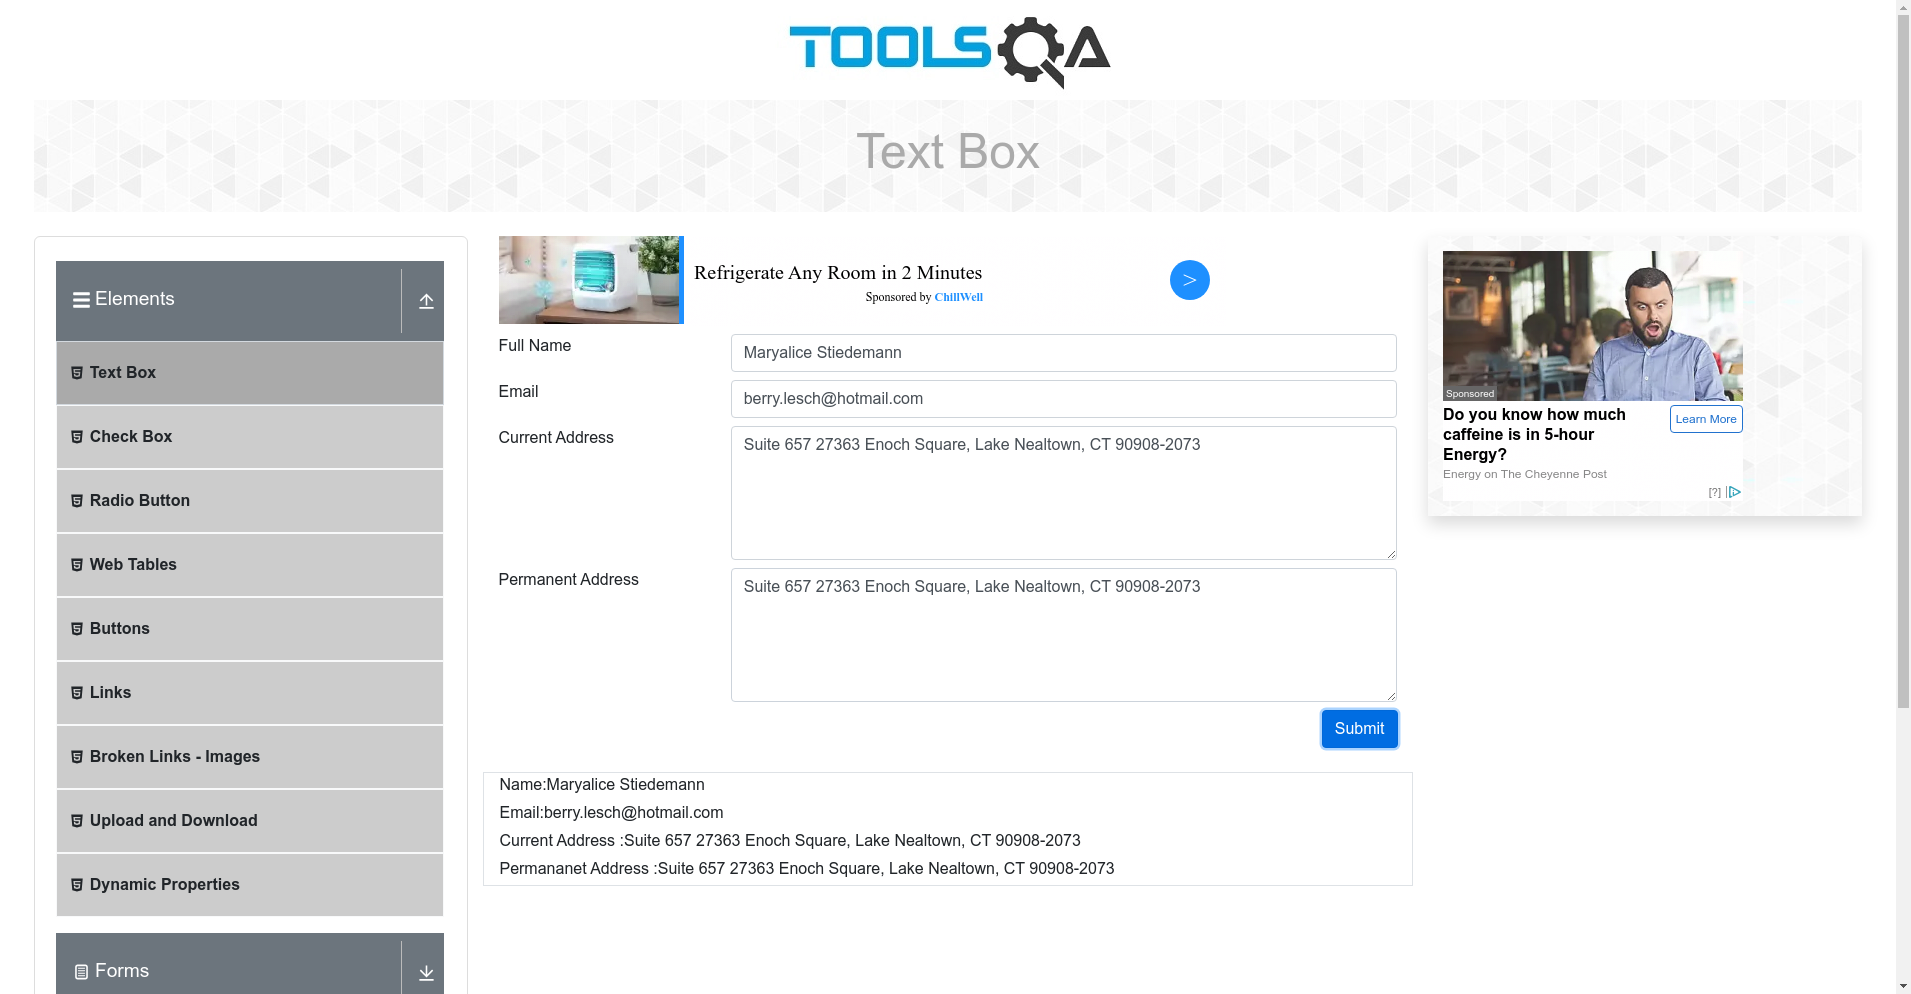 TOOLSQA
Text Box
Elements
Text Box
Check Box
Radio Button
Web Tables
Buttons
Links
Broken Links - Images
Upload and Download
Dynamic Properties
Forms
Refrigerate Any Room in 2 Minutes
Sponsored by ChillWell
>
Full Name
Maryalice Stiedemann
Email
berry.lesch@hotmail.com
Current Address
Suite 657 27363 Enoch Square, Lake Nealtown, CT 90908-2073
Permanent Address
Suite 657 27363 Enoch Square, Lake Nealtown, CT 90908-2073
Submit
Name:Maryalice Stiedemann
Email:berry.lesch@hotmail.com
Current Address :Suite 657 27363 Enoch Square, Lake Nealtown, CT 90908-2073
Permananet Address :Suite 657 27363 Enoch Square, Lake Nealtown, CT 90908-2073
Sponsored
Do you know how much
caffeine is in 5-hour
Energy?
Learn More
Energy on The Cheyenne Post
[?]